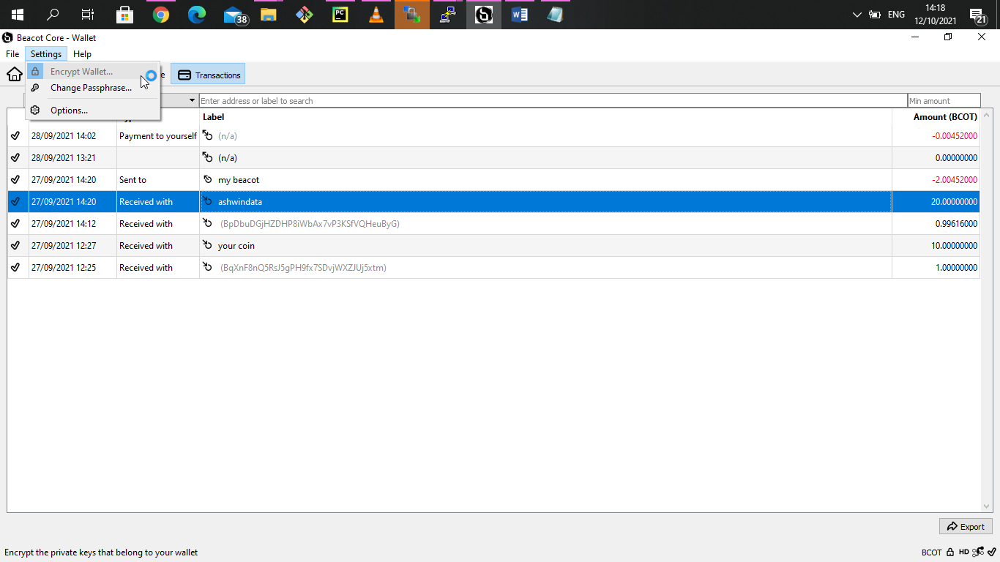 38
PC
ENG
14:18
12/10/2021
21
Beacot Core - Wallet
File Settings Help
Encrypt Wallet...
Change Passphrase...
Options...
Transactions
Enter address or label to search
Min amount
Label Amount (BCOT)
28/09/2021 14:02 Payment to yourself (n/a) -0.00452000
28/09/2021 13:21 (n/a) 0.00000000
27/09/2021 14:20 Sent to my beacot -2.00452000
27/09/2021 14:20 Received with ashwindata 20.00000000
27/09/2021 14:12 Received with (BpDbuDGjHZDHP8iWbAx7vP3KSfVQHeuByG) 0.99616000
27/09/2021 12:27 Received with your coin 10.00000000
27/09/2021 12:25 Received with (BqXnF8nQ5RsJ5gPH9fx7SDvjWXZJUj5xtm) 1.00000000
Export
Encrypt the private keys that belong to your wallet
BCOT HD